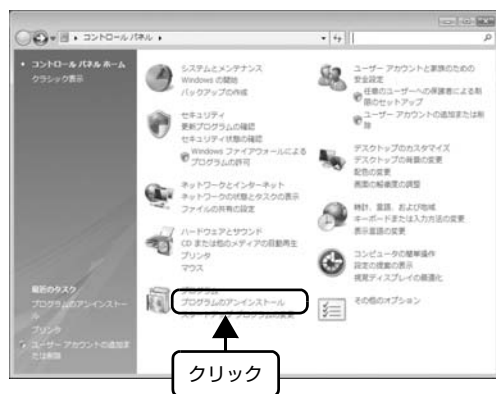 コントロール パネル
コントロール パネル ホーム
クラシック表示
システムとメンテナンス
Windows の開始
バックアップの作成
セキュリティ
更新プログラムの確認
セキュリティ状態の確認
Windows ファイアウォールによる
プログラムの許可
ネットワークとインターネット
ネットワークの状態とタスクの表示
ファイルの共有の設定
ハードウェアとサウンド
CD または他のメディアの自動再生
プリンタ
マウス
プログラム
プログラムのアンインストール
スタートアップ プログラムの変更
ユーザー アカウントと家族のための
安全設定
任意のユーザーへの保護者による制
限のセットアップ
ユーザー アカウントの追加または削
除
デスクトップのカスタマイズ
デスクトップの背景の変更
配色の変更
画面の解像度の調整
時計、言語、および地域
キーボードまたは入力方法の変更
表示言語の変更
コンピュータの簡単操作
設定の提案の表示
視覚ディスプレイの最適化
その他のオプション
最近のタスク
プログラムのアンインストー
ル
プリンタ
ユーザー アカウントの追加ま
たは削除
クリック